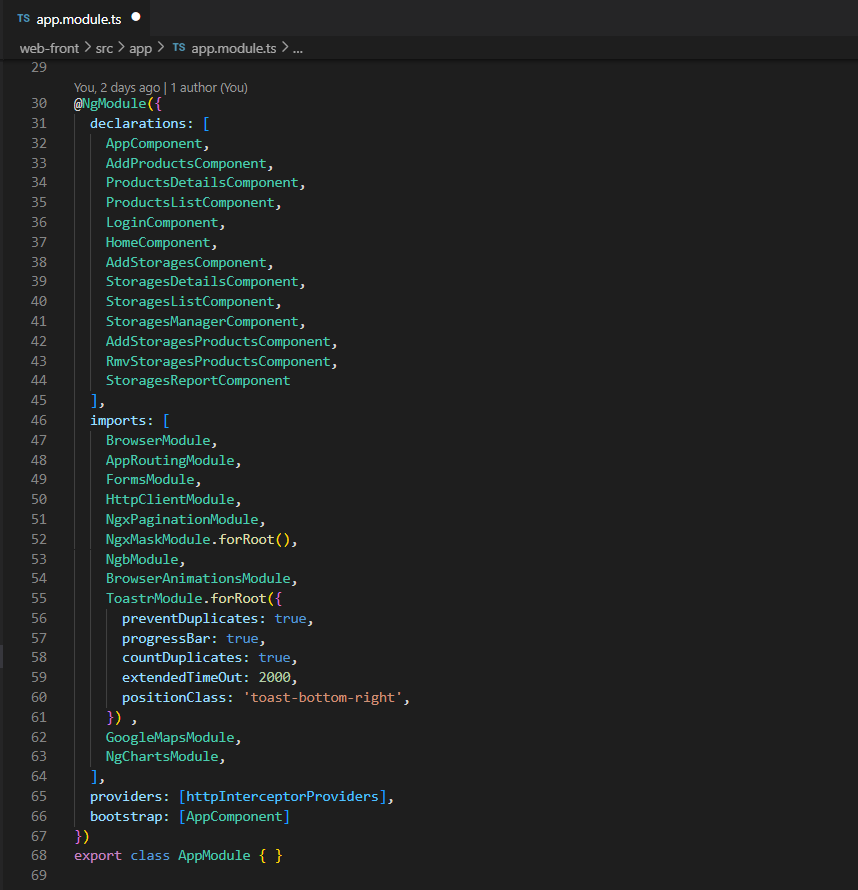 TS app.module.ts ●
web-front > src > app > TS app.module.ts > ...
29
You, 2 days ago | 1 author (You)
30 @NgModule({
31   declarations: [
32     AppComponent,
33     AddProductsComponent,
34     ProductsDetailsComponent,
35     ProductsListComponent,
36     LoginComponent,
37     HomeComponent,
38     AddStoragesComponent,
39     StoragesDetailsComponent,
40     StoragesListComponent,
41     StoragesManagerComponent,
42     AddStoragesProductsComponent,
43     RmvStoragesProductsComponent,
44     StoragesReportComponent
45   ],
46   imports: [
47     BrowserModule,
48     AppRoutingModule,
49     FormsModule,
50     HttpClientModule,
51     NgxPaginationModule,
52     NgxMaskModule.forRoot(),
53     NgbModule,
54     BrowserAnimationsModule,
55     ToastrModule.forRoot({
56       preventDuplicates: true,
57       progressBar: true,
58       countDuplicates: true,
59       extendedTimeOut: 2000,
60       positionClass: 'toast-bottom-right',
61     }) ,
62     GoogleMapsModule,
63     NgChartsModule,
64   ],
65   providers: [httpInterceptorProviders],
66   bootstrap: [AppComponent]
67 })
68 export class AppModule { }
69